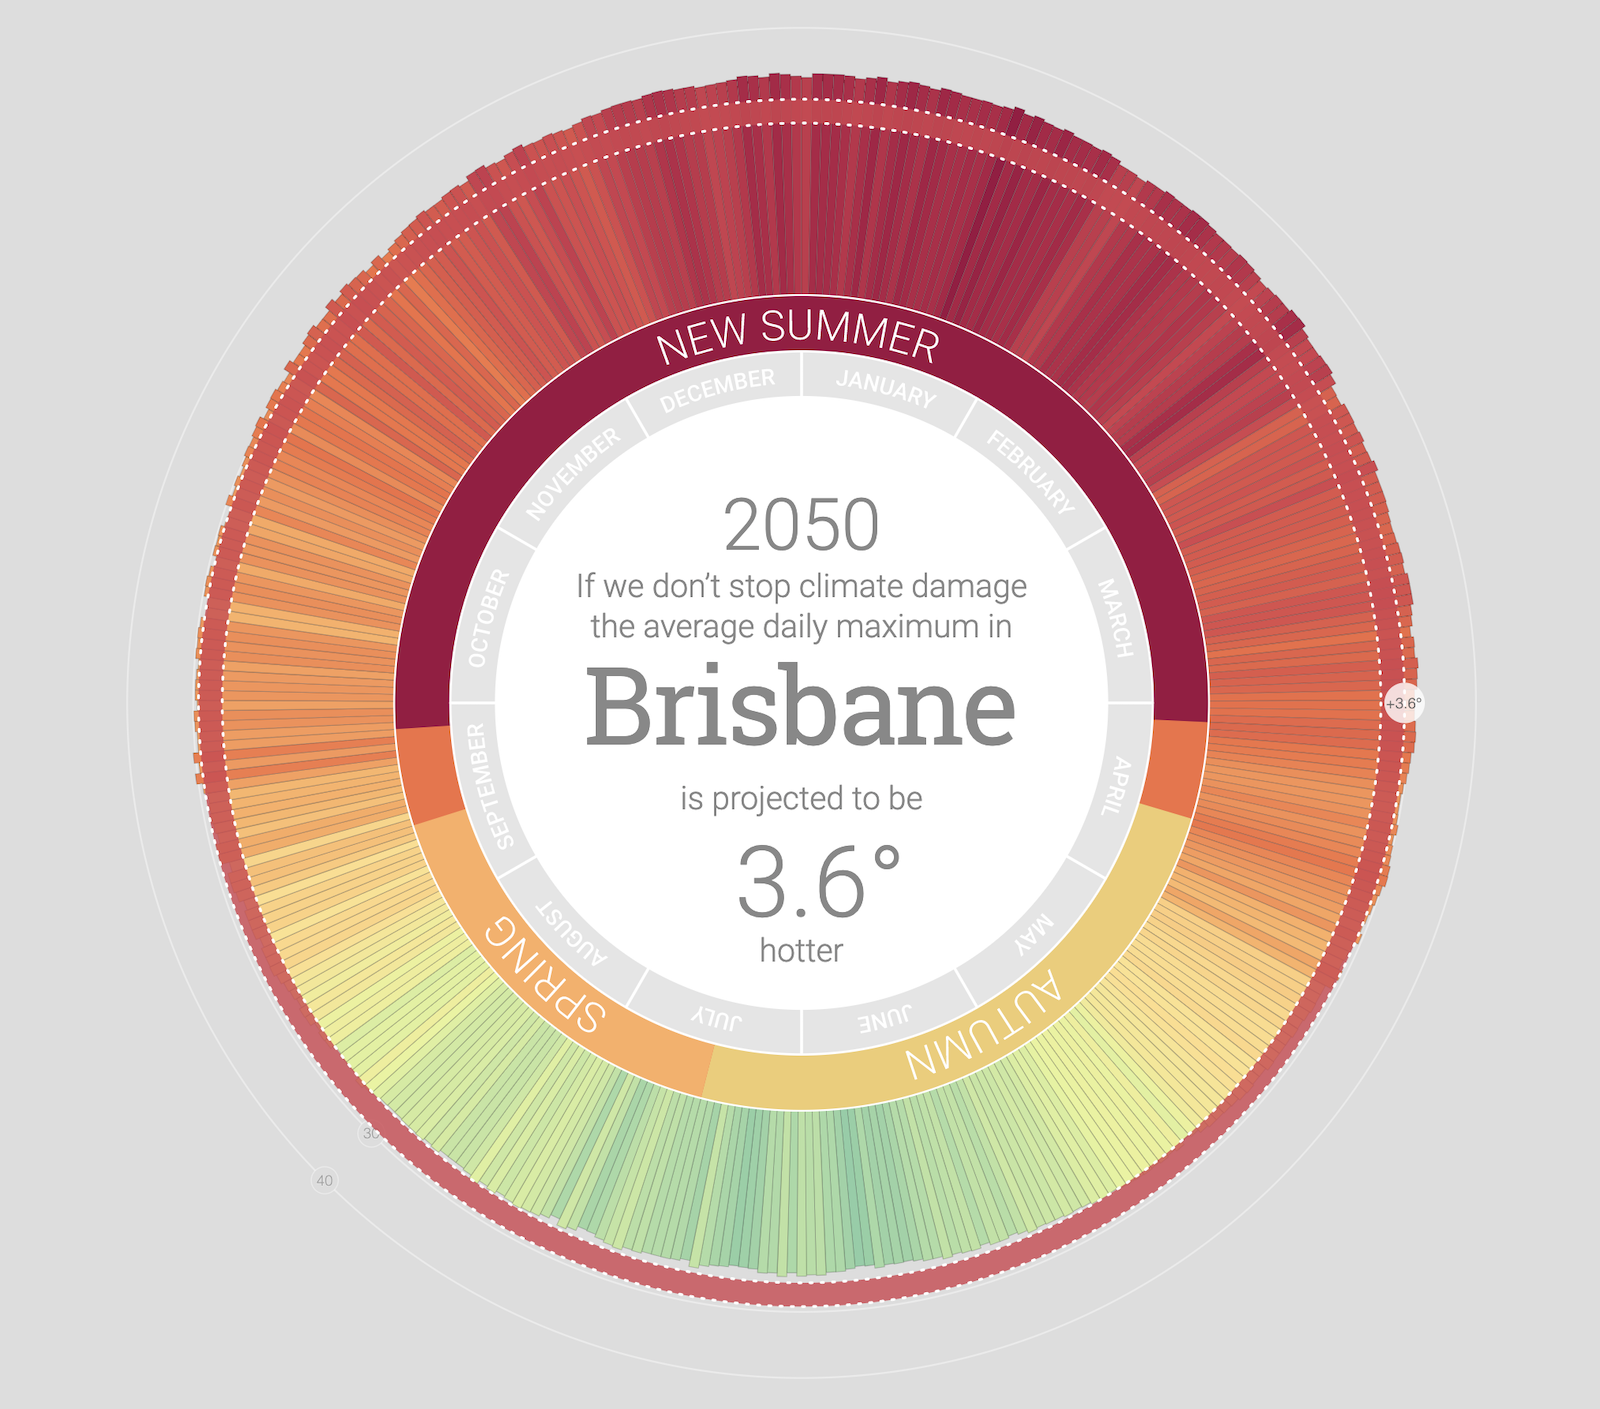 NEW SUMMER
DECEMBER
JANUARY
NOVEMBER
FEBRUARY
OCTOBER
MARCH
2050
If we don’t stop climate damage
the average daily maximum in
Brisbane
is projected to be
3.6°
hotter
+3.6°
SEPTEMBER
APRIL
AUGUST
MAY
SPRING
AUTUMN
JULY
JUNE
30
40